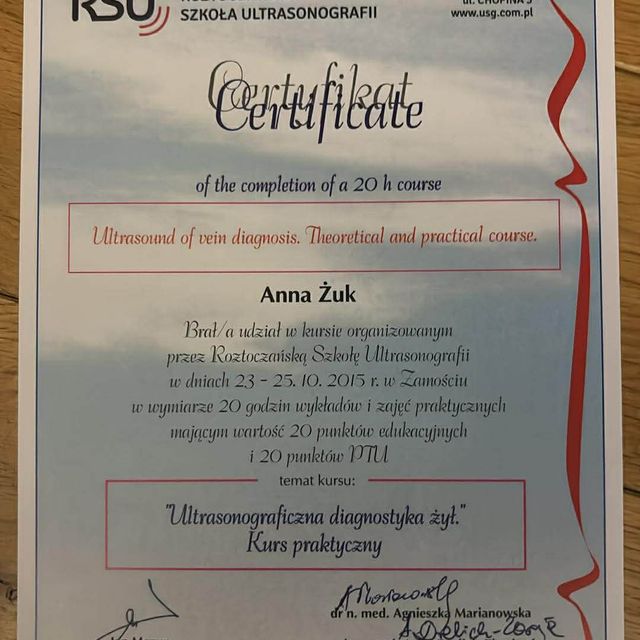 RSU
SZKOŁA ULTRASONOGRAFII
www.usg.com.pl
Certyfikat
Certificate
of the completion of a 20 h course
Ultrasound of vein diagnosis. Theoretical and practical course.
Anna Żuk
Brał/a udział w kursie organizowanym
przez Roztoczańską Szkołę Ultrasonografii
w dniach 23 - 25. 10. 2015 r. w Zamościu
w wymiarze 20 godzin wykładów i zajęć praktycznych
mającym wartość 20 punktów edukacyjnych
i 20 punktów PTU
temat kursu:
"Ultrasonograficzna diagnostyka żył."
Kurs praktyczny
dr n. med. Agnieszka Marianowska